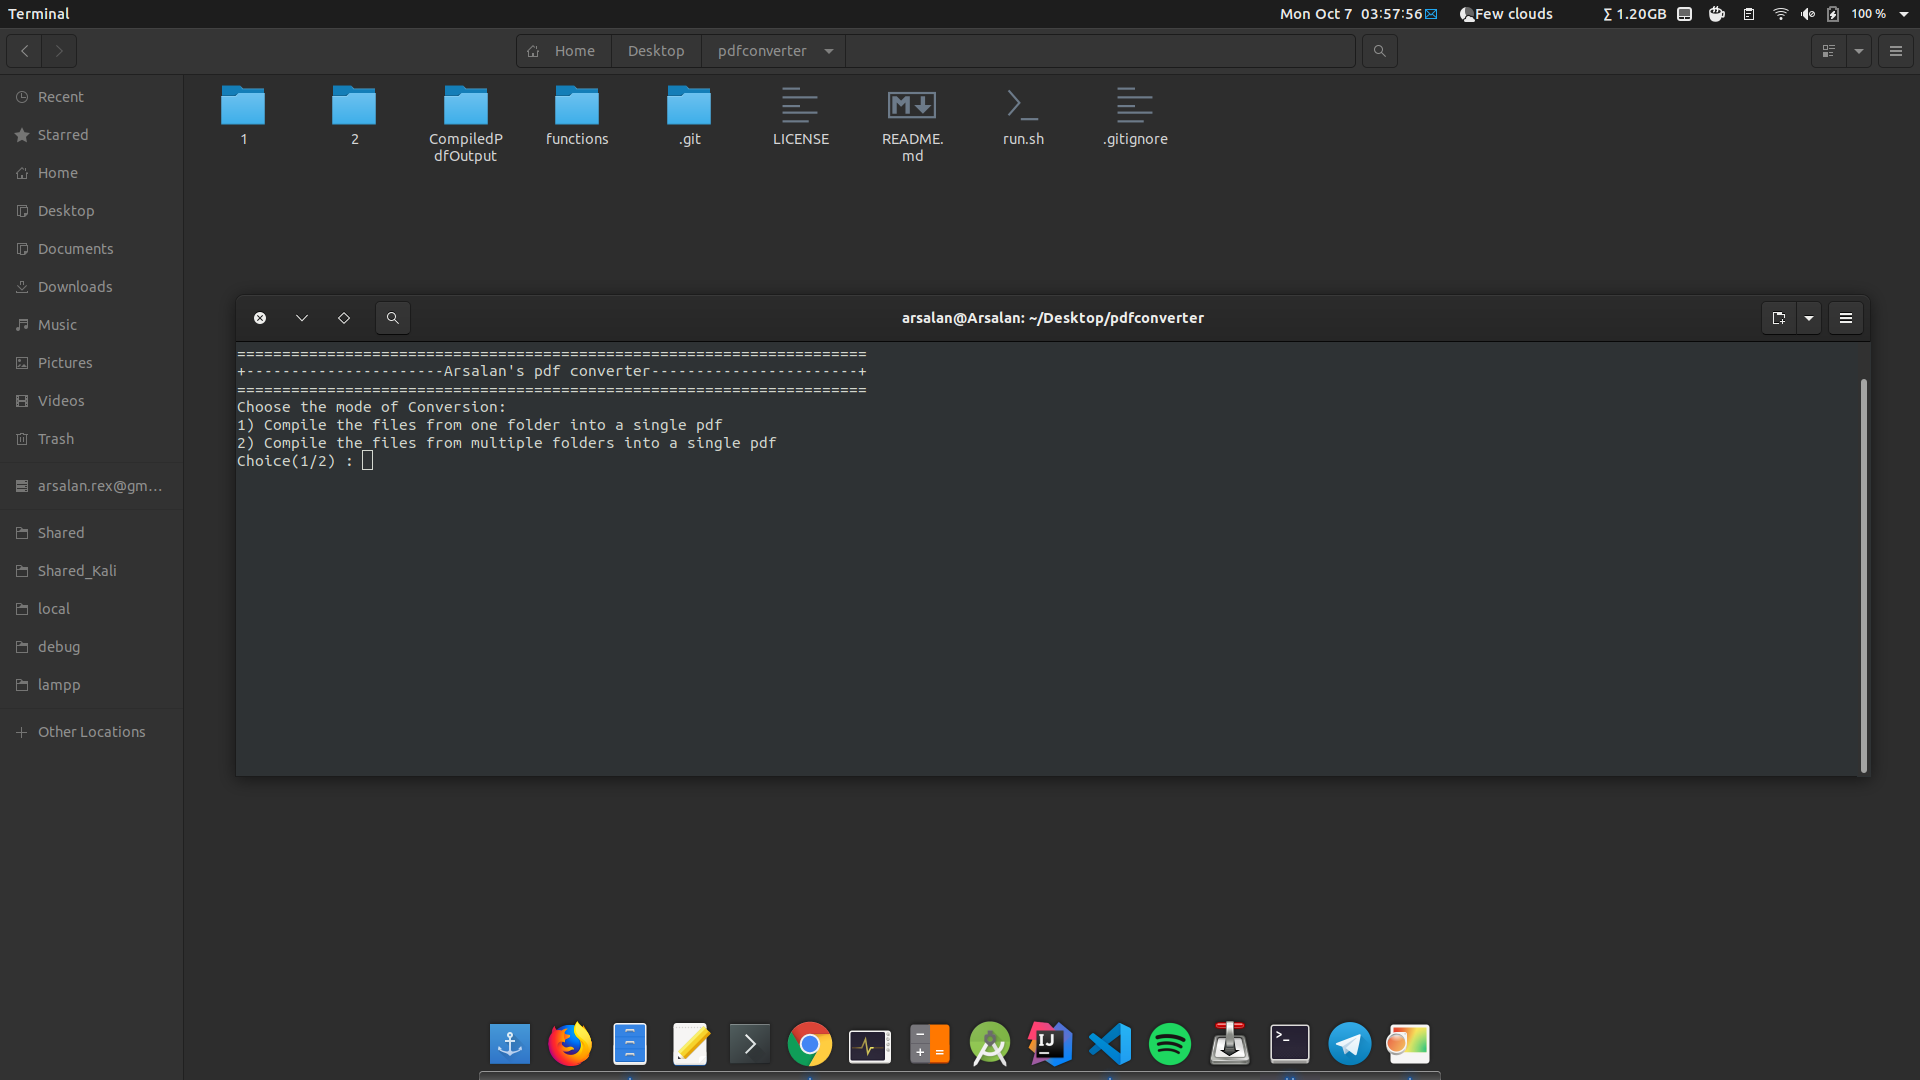 Terminal
Mon Oct 7 03:57:56
Few clouds
∑ 1.20GB
100 %
Home
Desktop
pdfconverter
Recent
Starred
Home
Desktop
Documents
Downloads
Music
Pictures
Videos
Trash
arsalan.rex@gm...
Shared
Shared_Kali
local
debug
lampp
Other Locations
1
2
CompiledP
dfOutput
functions
.git
LICENSE
M
README.
md
run.sh
.gitignore
arsalan@Arsalan: ~/Desktop/pdfconverter
======================================================================
+----------------------Arsalan's pdf converter-----------------------+
======================================================================
Choose the mode of Conversion:
1) Compile the files from one folder into a single pdf
2) Compile the files from multiple folders into a single pdf
Choice(1/2) :
IJ